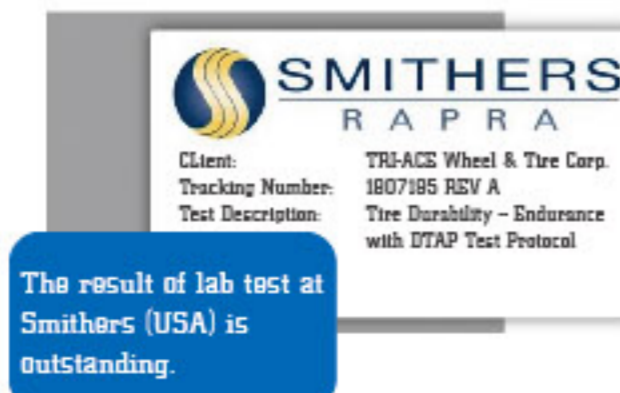 SMITHERS
RAPRA
CLient: TRI-ACE Wheel & Tire Corp.
Tracking Number: 1807185 REV A
Test Description: Tire Durability – Endurance
with DTAP Test Protocol
The result of lab test at
Smithers (USA) is
outstanding.